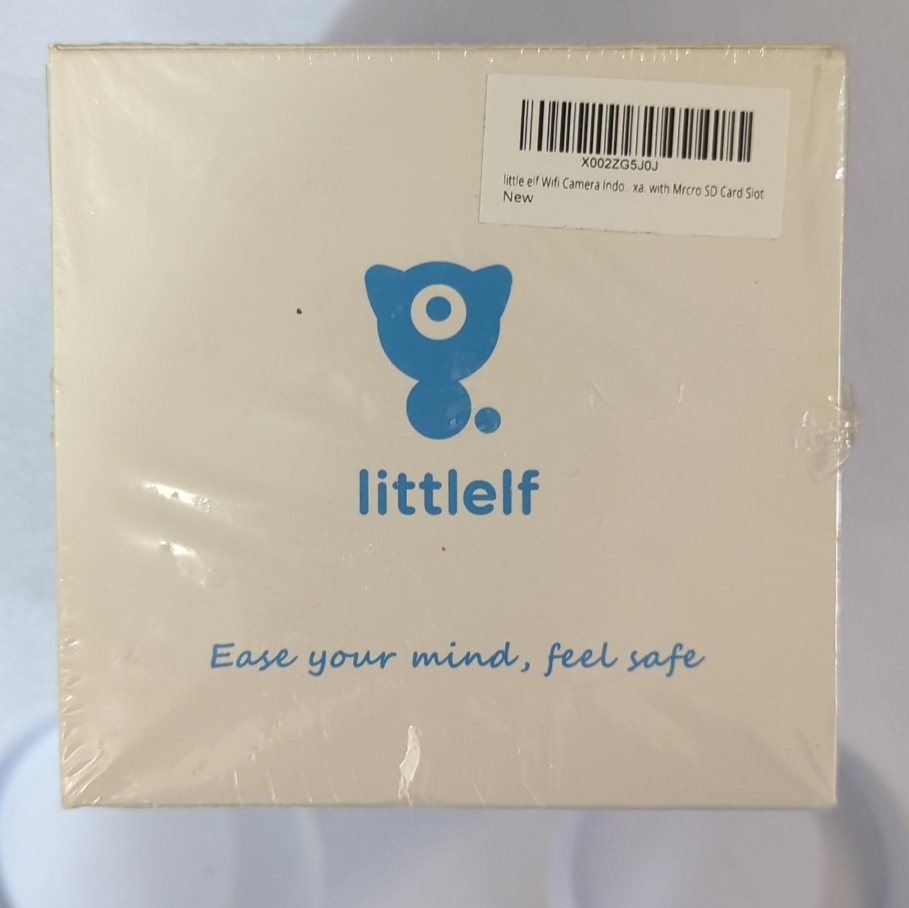 X002ZG5J0J
little elf Wifi Camera Indo xa. with Mrcro SD Card Slot
New
littlelf
Ease your mind, feel safe